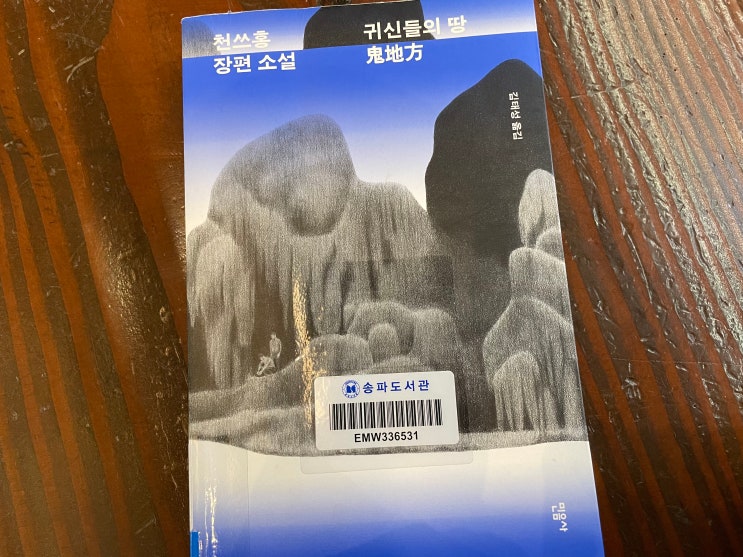 천쓰홍
장편 소설
귀신들의 땅
鬼地方
김태성 옮김
송파도서관
EMW336531
민음사